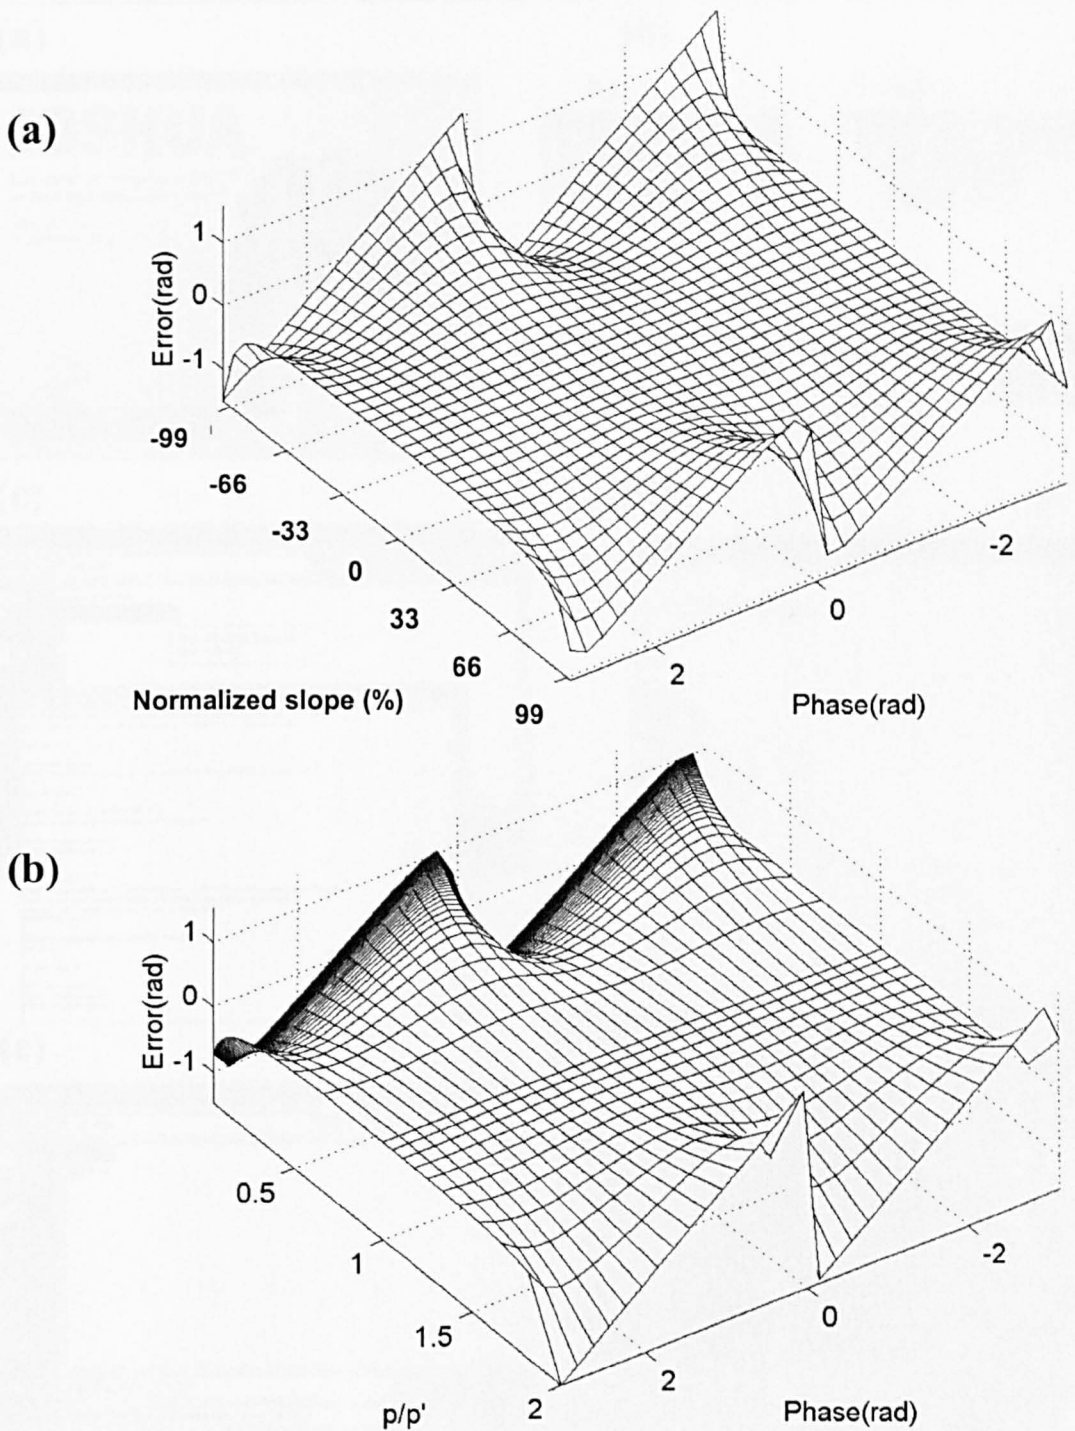 (a)
1
0
-1
Error(rad)
-99
-66
-33
0
33
66
99
Normalized slope (%)
-2
0
2
Phase(rad)
(b)
1
0
-1
Error(rad)
0.5
1
1.5
2
p/p'
-2
0
2
Phase(rad)